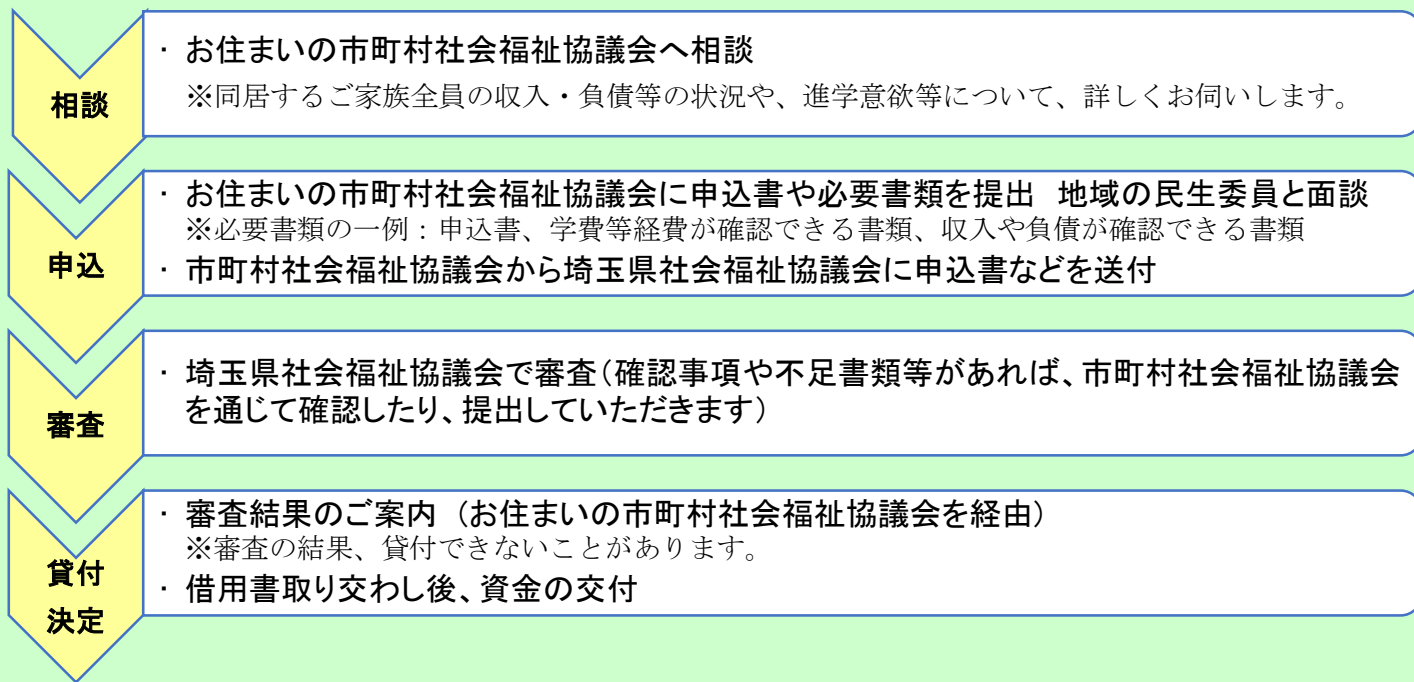 相談
・ お住まいの市町村社会福祉協議会へ相談
※同居するご家族全員の収入・負債等の状況や、進学意欲等について、詳しくお伺いします。
申込
・ お住まいの市町村社会福祉協議会に申込書や必要書類を提出 地域の民生委員と面談
※必要書類の一例：申込書、学費等経費が確認できる書類、収入や負債が確認できる書類
・ 市町村社会福祉協議会から埼玉県社会福祉協議会に申込書などを送付
審査
・ 埼玉県社会福祉協議会で審査（確認事項や不足書類等があれば、市町村社会福祉協議会
を通じて確認したり、提出していただきます）
貸付
決定
・ 審査結果のご案内 （お住まいの市町村社会福祉協議会を経由）
※審査の結果、貸付できないことがあります。
・ 借用書取り交わし後、資金の交付